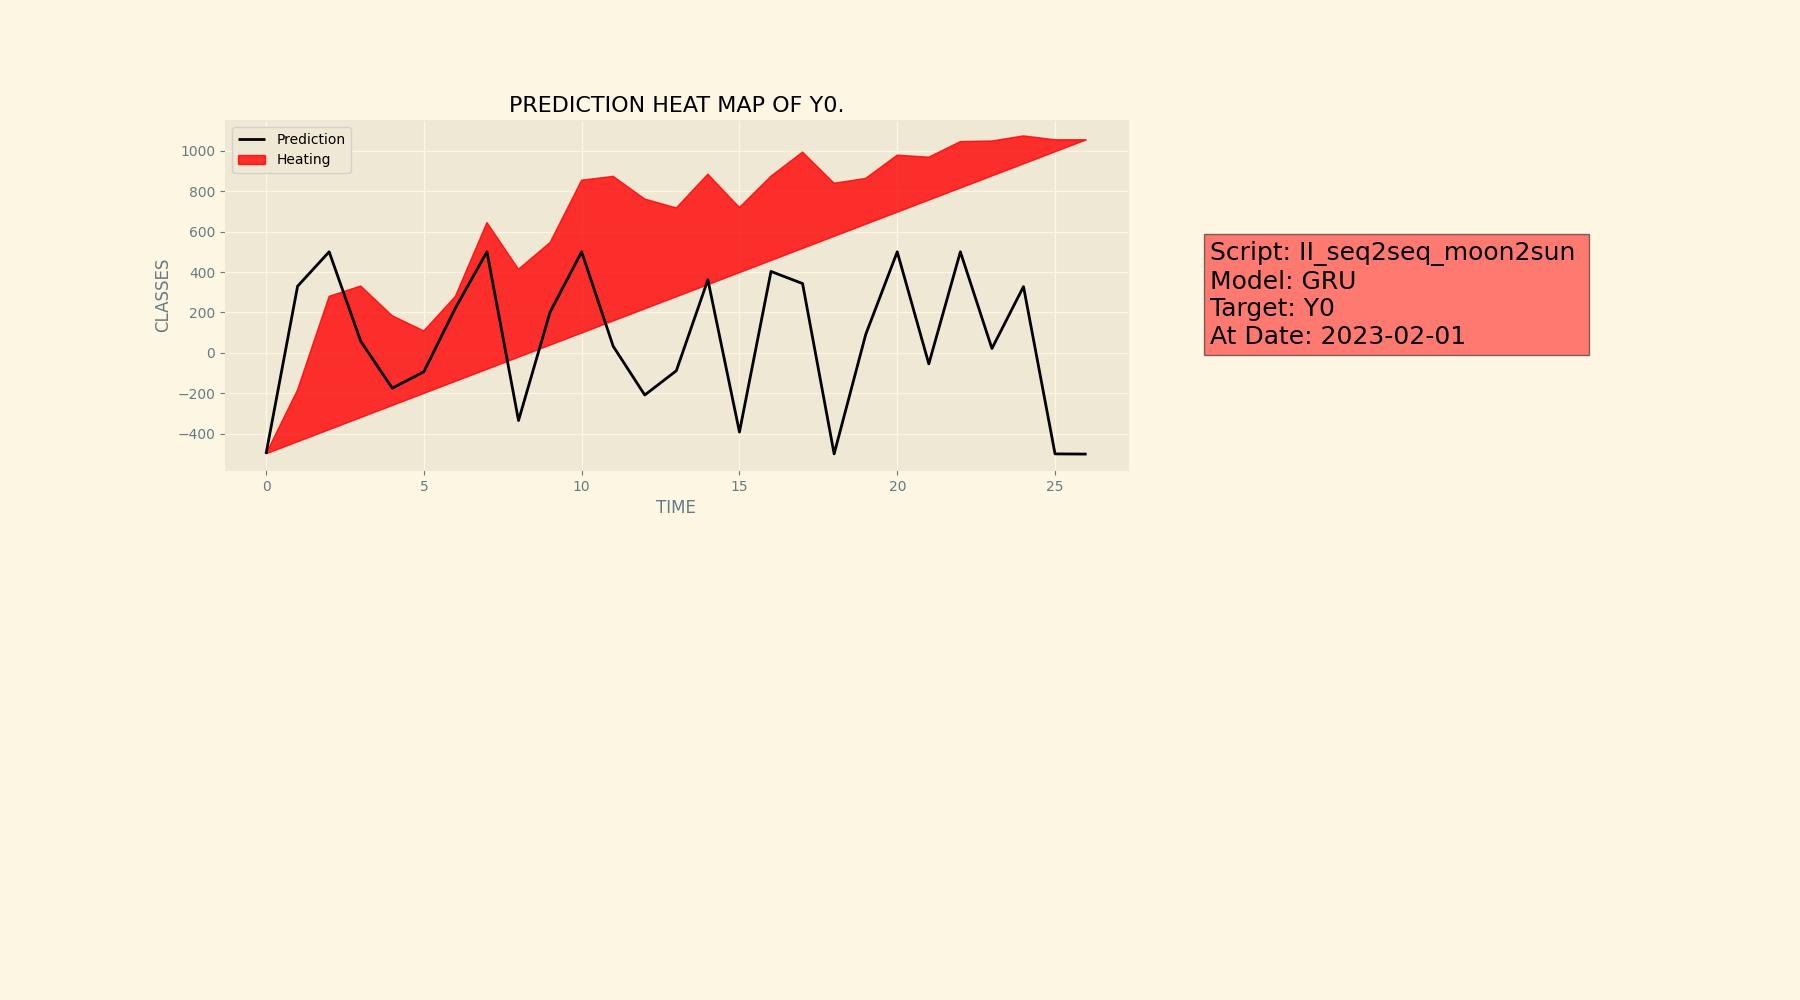 PREDICTION HEAT MAP OF Y0.
Prediction
Heating
1000
800
600
400
200
0
−200
−400
CLASSES
0 5 10 15 20 25
TIME
Script: II_seq2seq_moon2sun
Model: GRU
Target: Y0
At Date: 2023-02-01